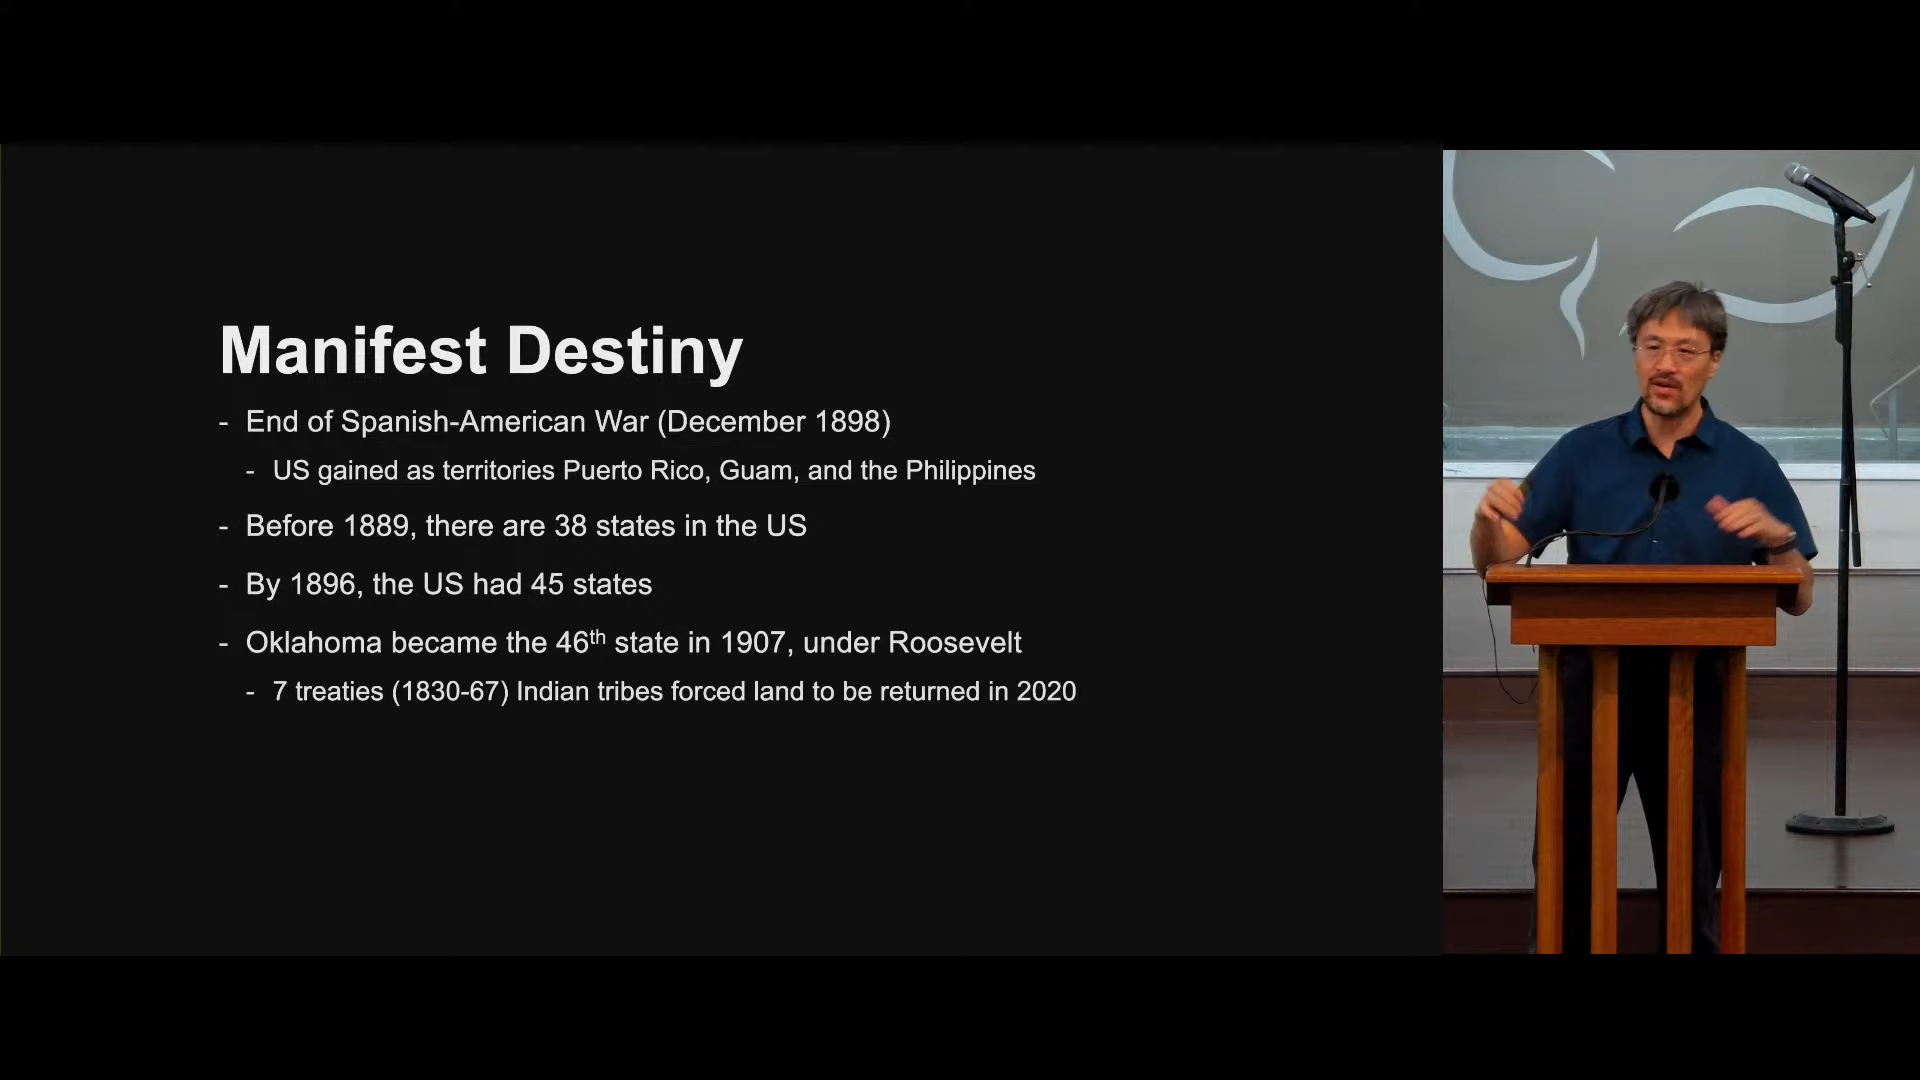 Manifest Destiny
- End of Spanish-American War (December 1898)
- US gained as territories Puerto Rico, Guam, and the Philippines
- Before 1889, there are 38 states in the US
- By 1896, the US had 45 states
- Oklahoma became the 46th state in 1907, under Roosevelt
- 7 treaties (1830-67) Indian tribes forced land to be returned in 2020